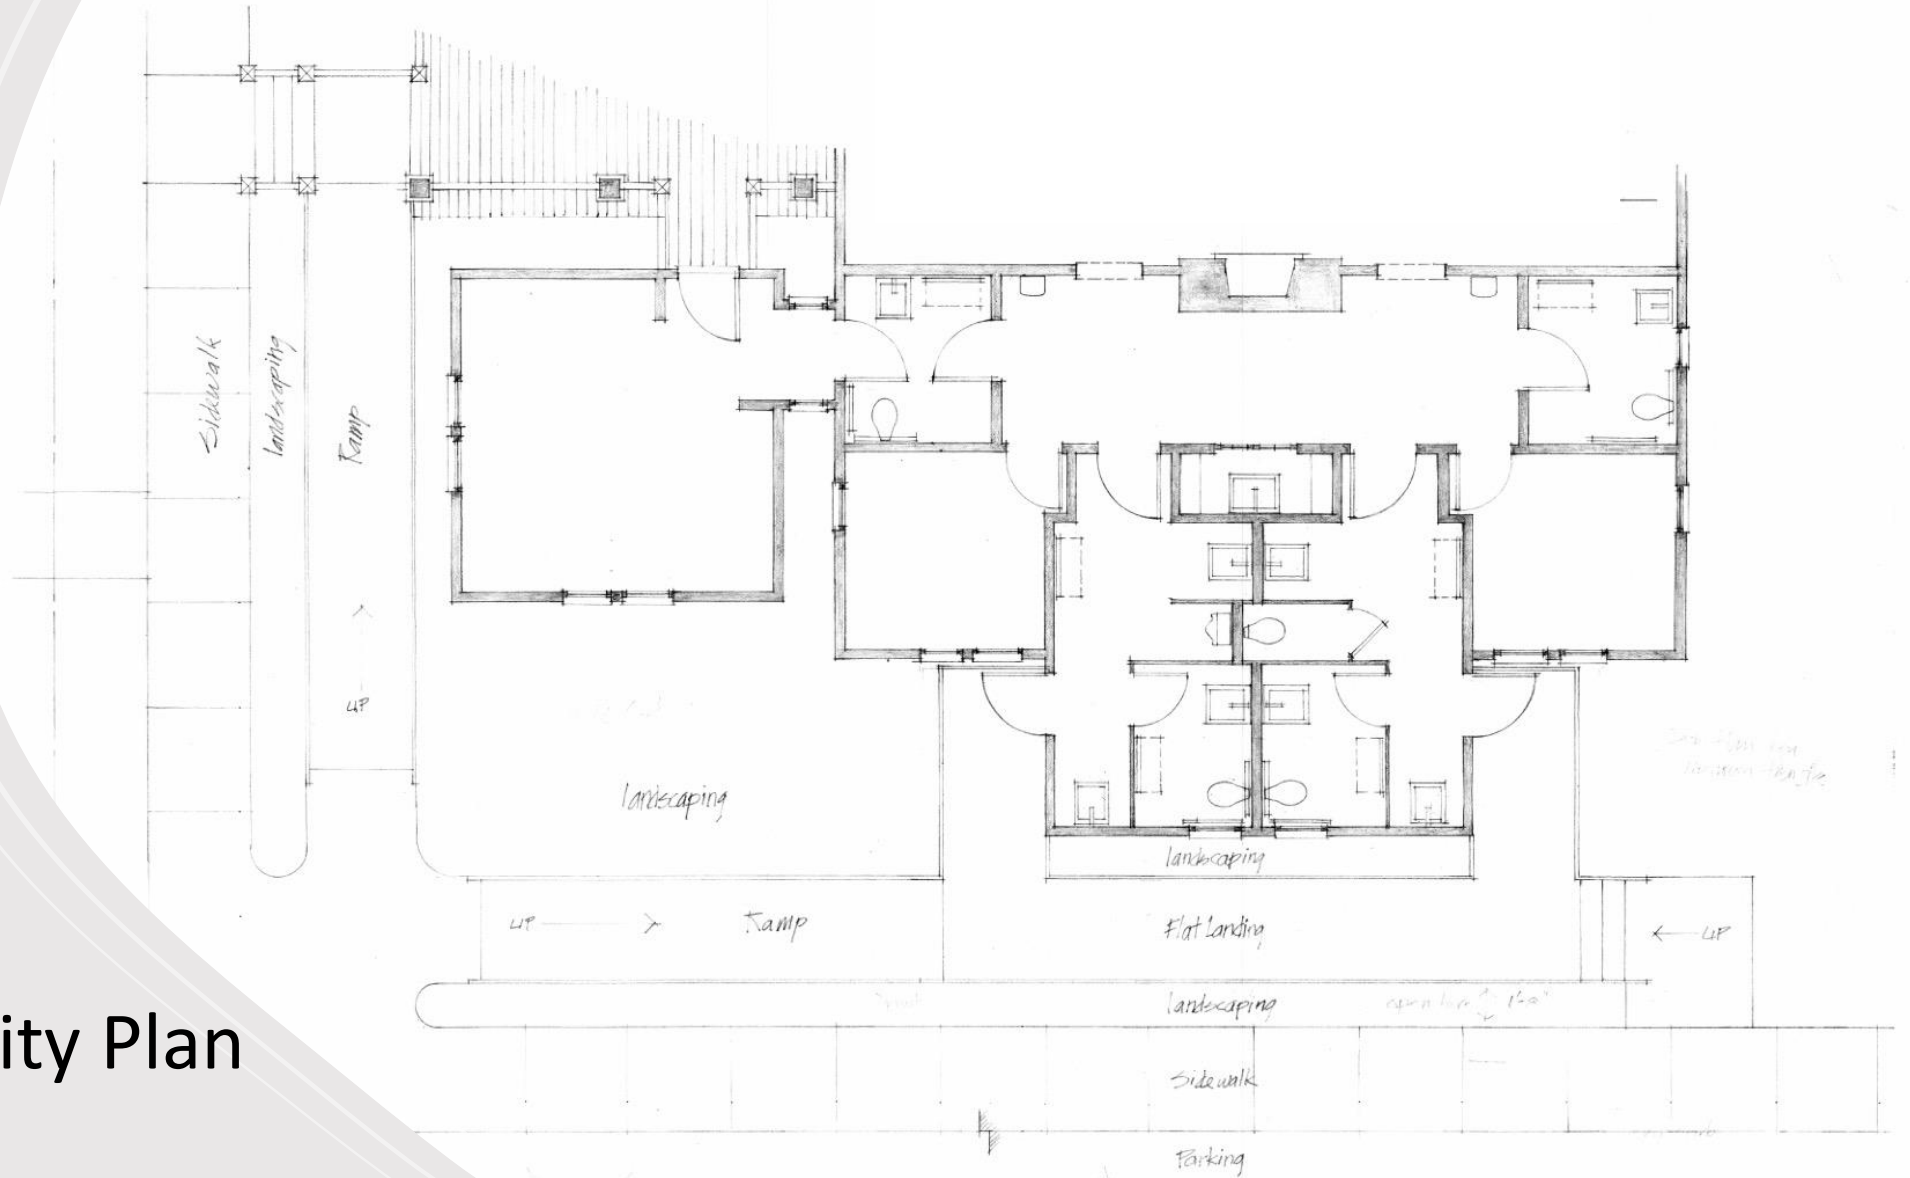 Sidewalk
landscaping
Ramp
UP
landscaping
landscaping
UP
Ramp
Flat Landing
UP
landscaping
ity Plan
Sidewalk
Parking